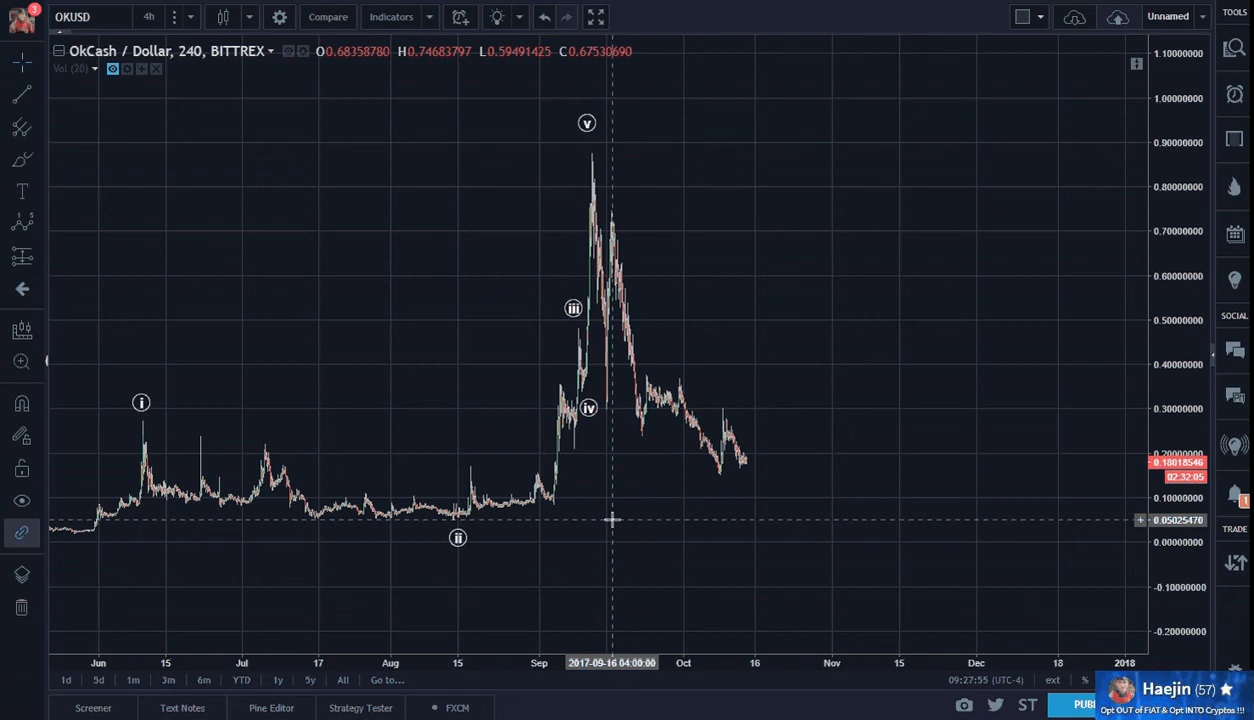 3
OKUSD
4h
Compare
Indicators
Unnamed
TOOLS
OkCash / Dollar, 240, BITTREX
O0.68358780 H0.74683797 L0.59491425 C0.67530690
Vol (20)
1.10000000
1.00000000
0.90000000
0.80000000
0.70000000
0.60000000
0.50000000
0.40000000
0.30000000
0.20000000
0.18018546
02:32:05
0.10000000
0.05025470
0.00000000
-0.10000000
-0.20000000
v
iii
iv
i
ii
SOCIAL
1
TRADE
Jun 15 Jul 17 Aug 15 Sep 2017-09-16 04:00:00 Oct 16 Nov 15 Dec 18 2018
1d 5d 1m 3m 6m YTD 1y 5y All Go to... 09:27:55 (UTC-4) ext %
Screener Text Notes Pine Editor Strategy Tester FXCM ST PUB
Haejin (57)
Opt OUT of FIAT & Opt INTO Cryptos !!!